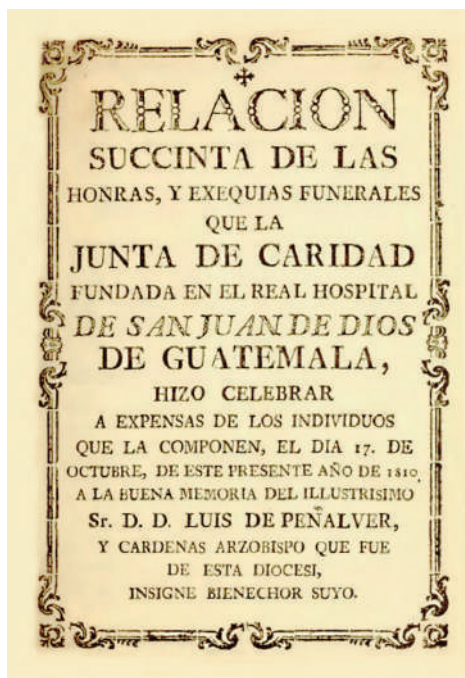 RELACION
SUCCINTA DE LAS
HONRAS, Y EXEQUIAS FUNERALES
QUE LA
JUNTA DE CARIDAD
FUNDADA EN EL REAL HOSPITAL
DE SAN JUAN DE DIOS
DE GUATEMALA,
HIZO CELEBRAR
A EXPENSAS DE LOS INDIVIDUOS
QUE LA COMPONEN, EL DIA 17. DE
OCTUBRE, DE ESTE PRESENTE AÑO DE 1810,
A LA BUENA MEMORIA DEL ILLUSTRISIMO
Sr. D. D. LUIS DE PEÑALVER,
Y CARDENAS ARZOBISPO QUE FUE
DE ESTA DIOCESI,
INSIGNE BIENECHOR SUYO.